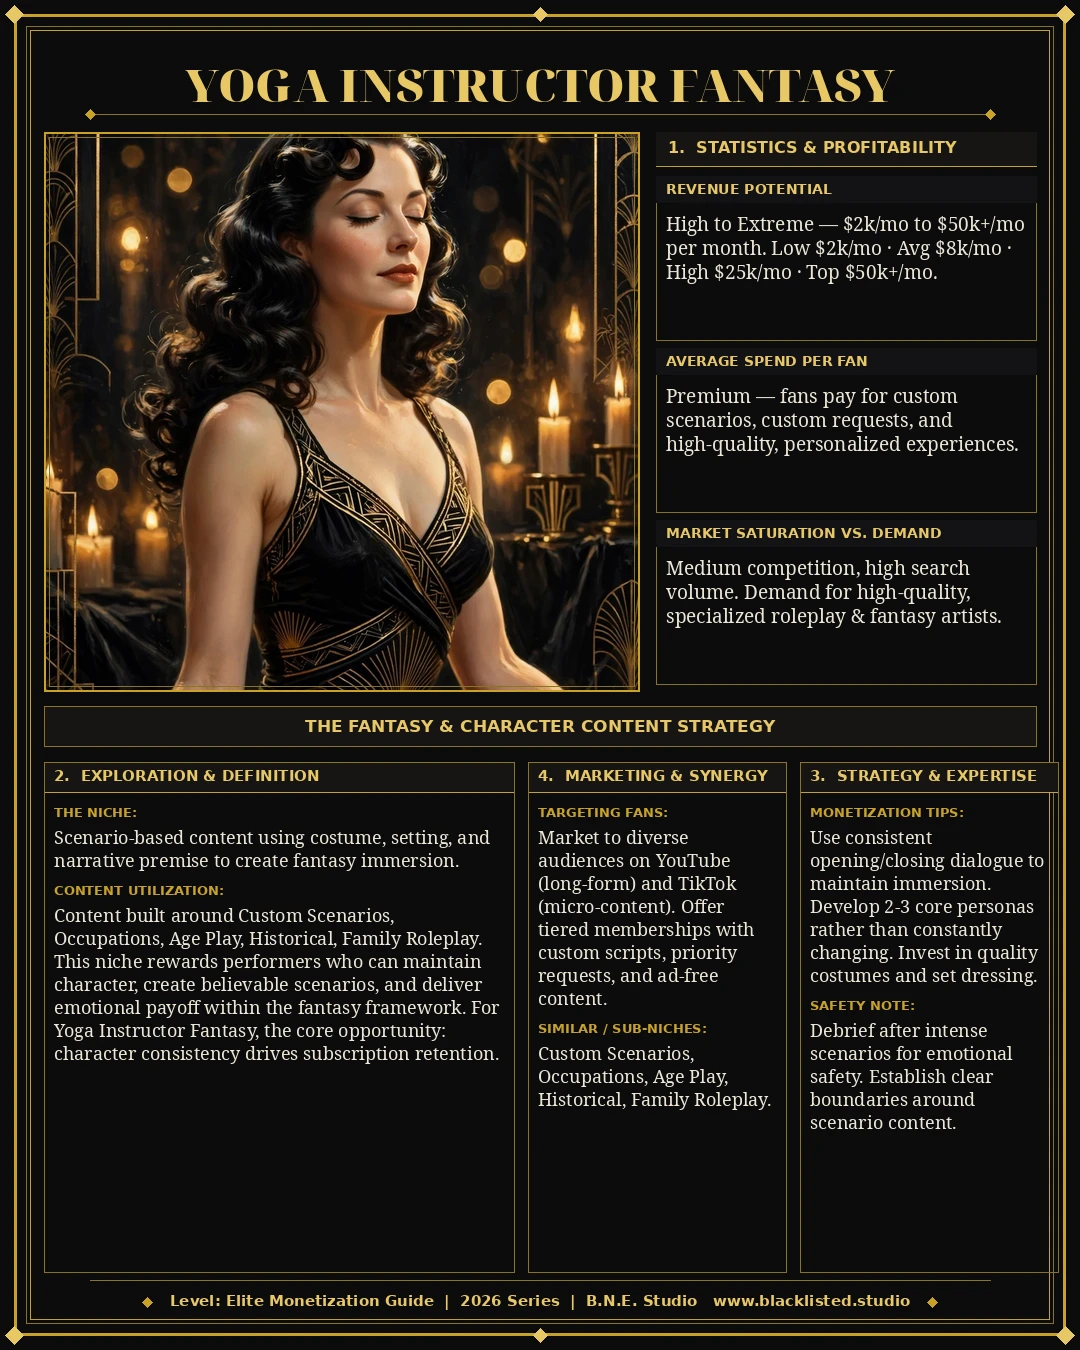 YOGA INSTRUCTOR FANTASY
1. STATISTICS & PROFITABILITY
REVENUE POTENTIAL
High to Extreme — $2k/mo to $50k+/mo
per month. Low $2k/mo · Avg $8k/mo ·
High $25k/mo · Top $50k+/mo.
AVERAGE SPEND PER FAN
Premium — fans pay for custom
scenarios, custom requests, and
high-quality, personalized experiences.
MARKET SATURATION VS. DEMAND
Medium competition, high search
volume. Demand for high-quality,
specialized roleplay & fantasy artists.
THE FANTASY & CHARACTER CONTENT STRATEGY
2. EXPLORATION & DEFINITION
THE NICHE:
Scenario-based content using costume, setting, and
narrative premise to create fantasy immersion.
CONTENT UTILIZATION:
Content built around Custom Scenarios,
Occupations, Age Play, Historical, Family Roleplay.
This niche rewards performers who can maintain
character, create believable scenarios, and deliver
emotional payoff within the fantasy framework. For
Yoga Instructor Fantasy, the core opportunity:
character consistency drives subscription retention.
4. MARKETING & SYNERGY
TARGETING FANS:
Market to diverse
audiences on YouTube
(long-form) and TikTok
(micro-content). Offer
tiered memberships with
custom scripts, priority
requests, and ad-free
content.
SIMILAR / SUB-NICHES:
Custom Scenarios,
Occupations, Age Play,
Historical, Family Roleplay.
3. STRATEGY & EXPERTISE
MONETIZATION TIPS:
Use consistent
opening/closing dialogue to
maintain immersion.
Develop 2-3 core personas
rather than constantly
changing. Invest in quality
costumes and set dressing.
SAFETY NOTE:
Debrief after intense
scenarios for emotional
safety. Establish clear
boundaries around
scenario content.
Level: Elite Monetization Guide | 2026 Series | B.N.E. Studio www.blacklisted.studio